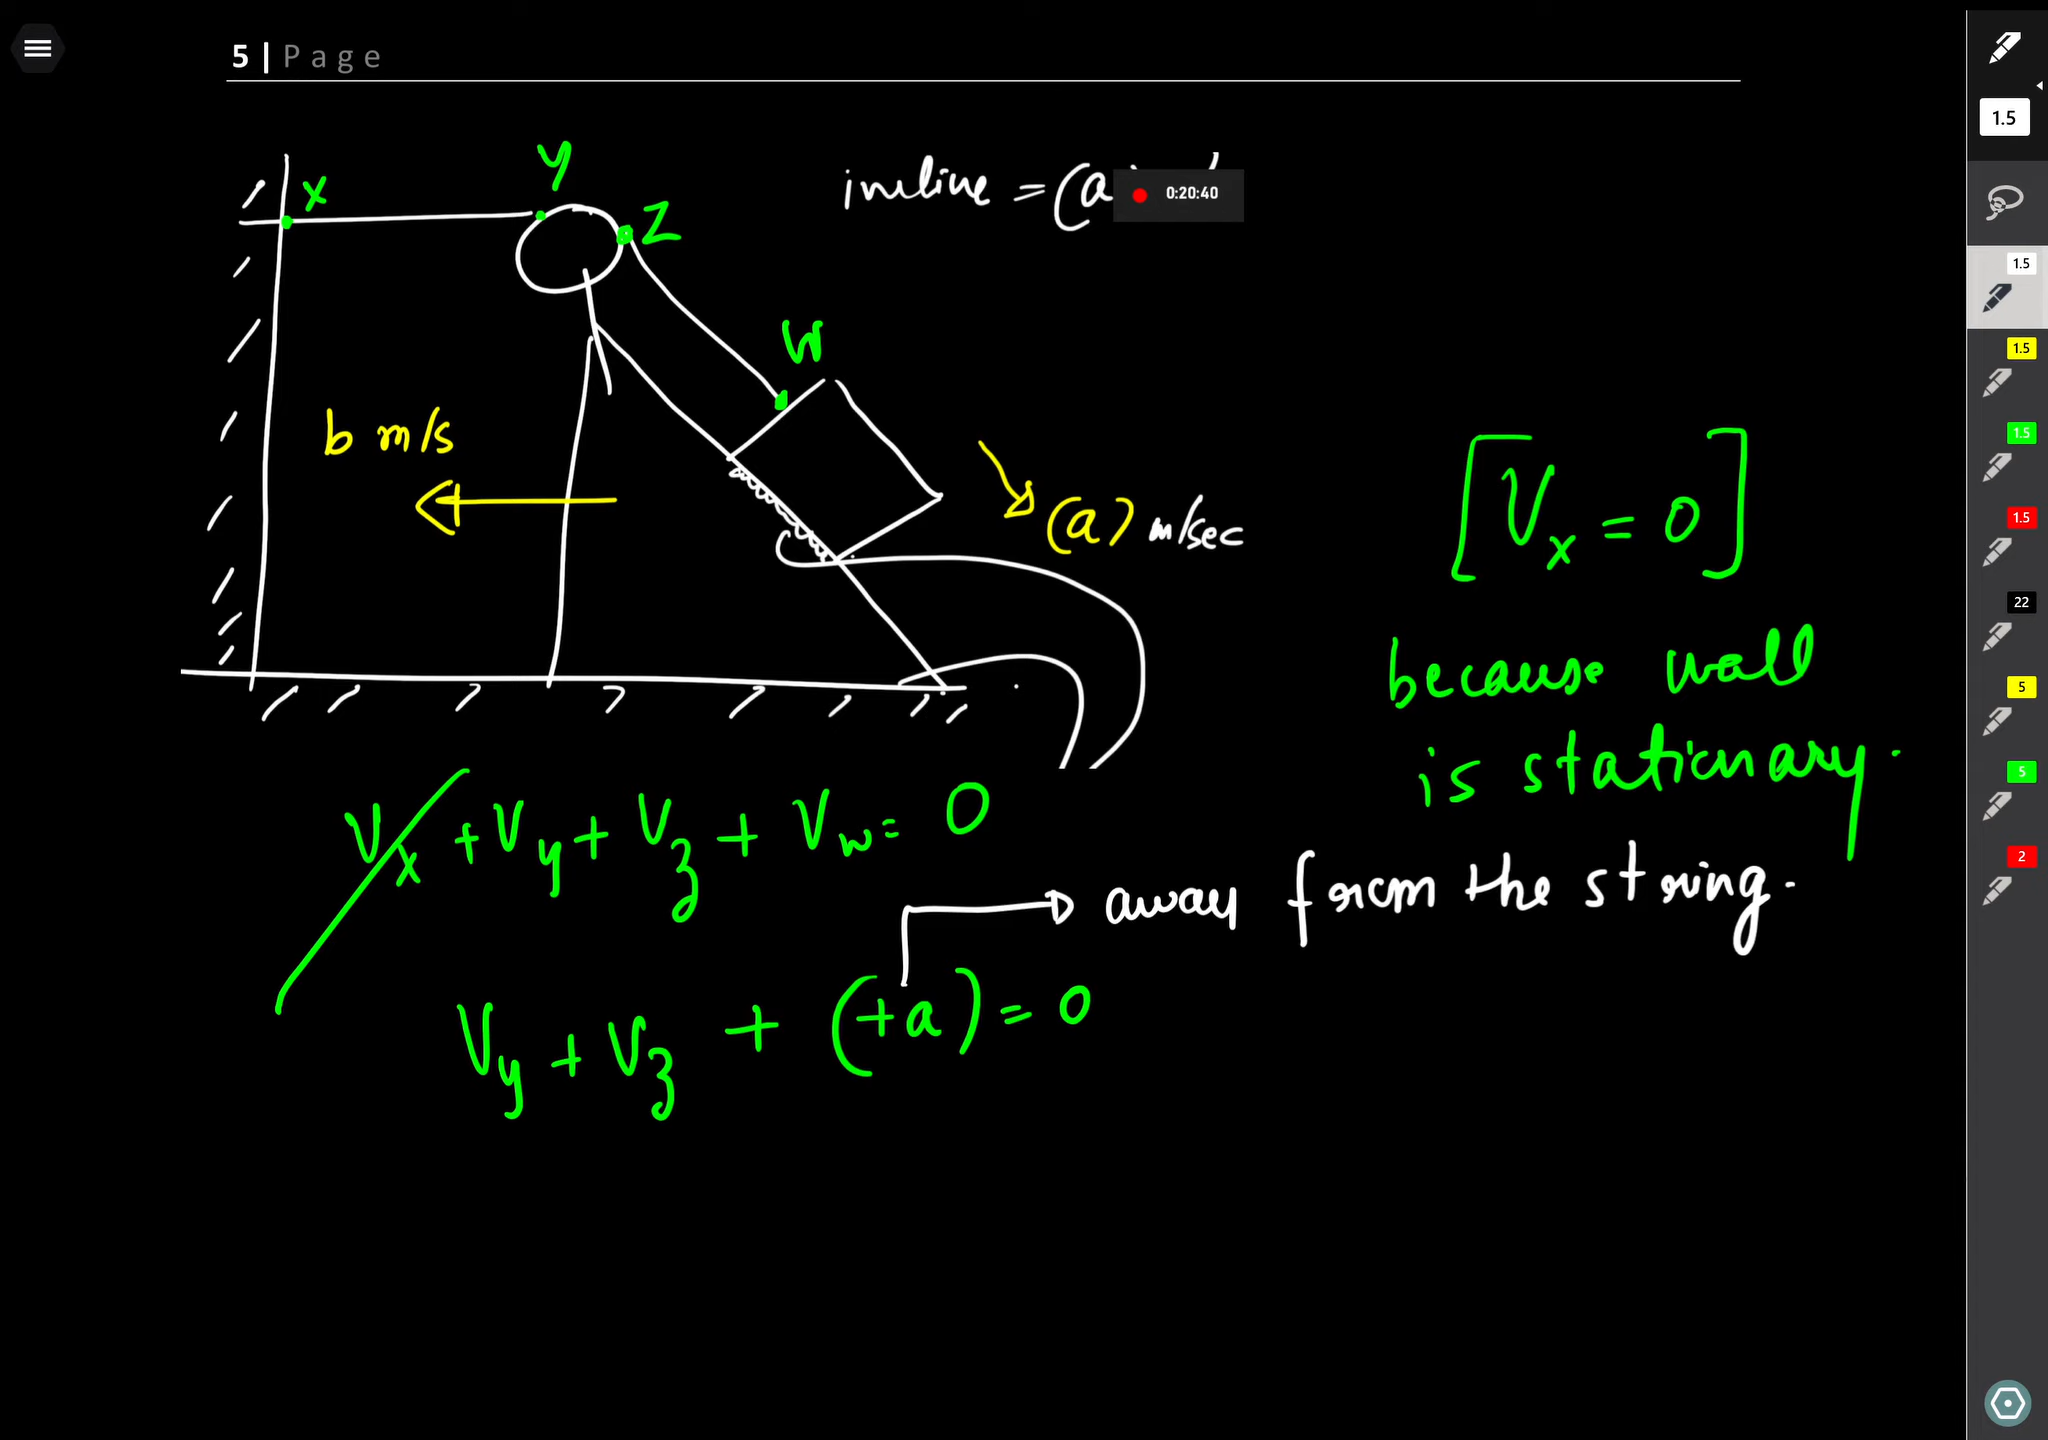 5 | Page
X
Y
Z
W
incline = (a
0:20:40
b m/s
(a) m/sec
[Vx = 0]
because wall
is stationary.
Vx + Vy + Vz + Vw = 0
away from the string.
Vy + Vz + (+a) = 0
1.5
1.5
1.5
1.5
1.5
22
5
5
2